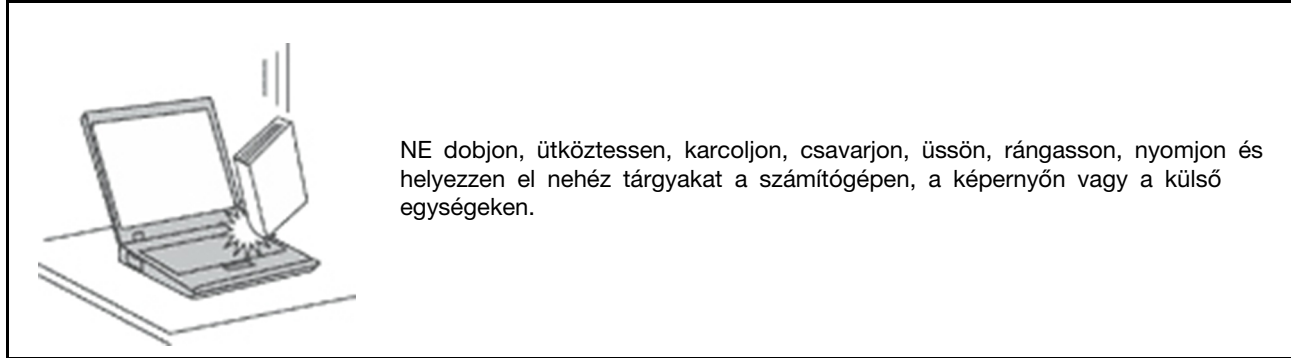 NE dobjon, ütköztessen, karcoljon, csavarjon, üssön, rángasson, nyomjon és
helyezzen el nehéz tárgyakat a számítógépen, a képernyőn vagy a külső
egységeken.